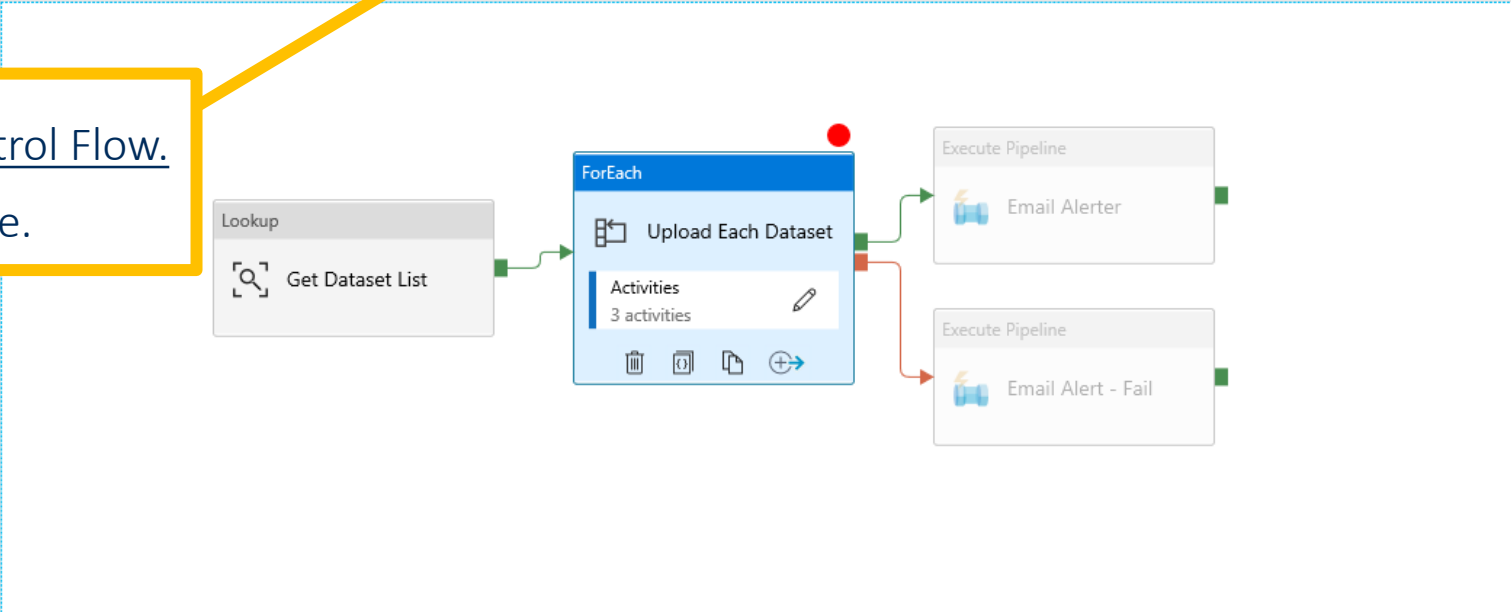 trol Flow.
e.
Lookup
Get Dataset List
ForEach
Upload Each Dataset
Activities
3 activities
Execute Pipeline
Email Alerter
Execute Pipeline
Email Alert - Fail